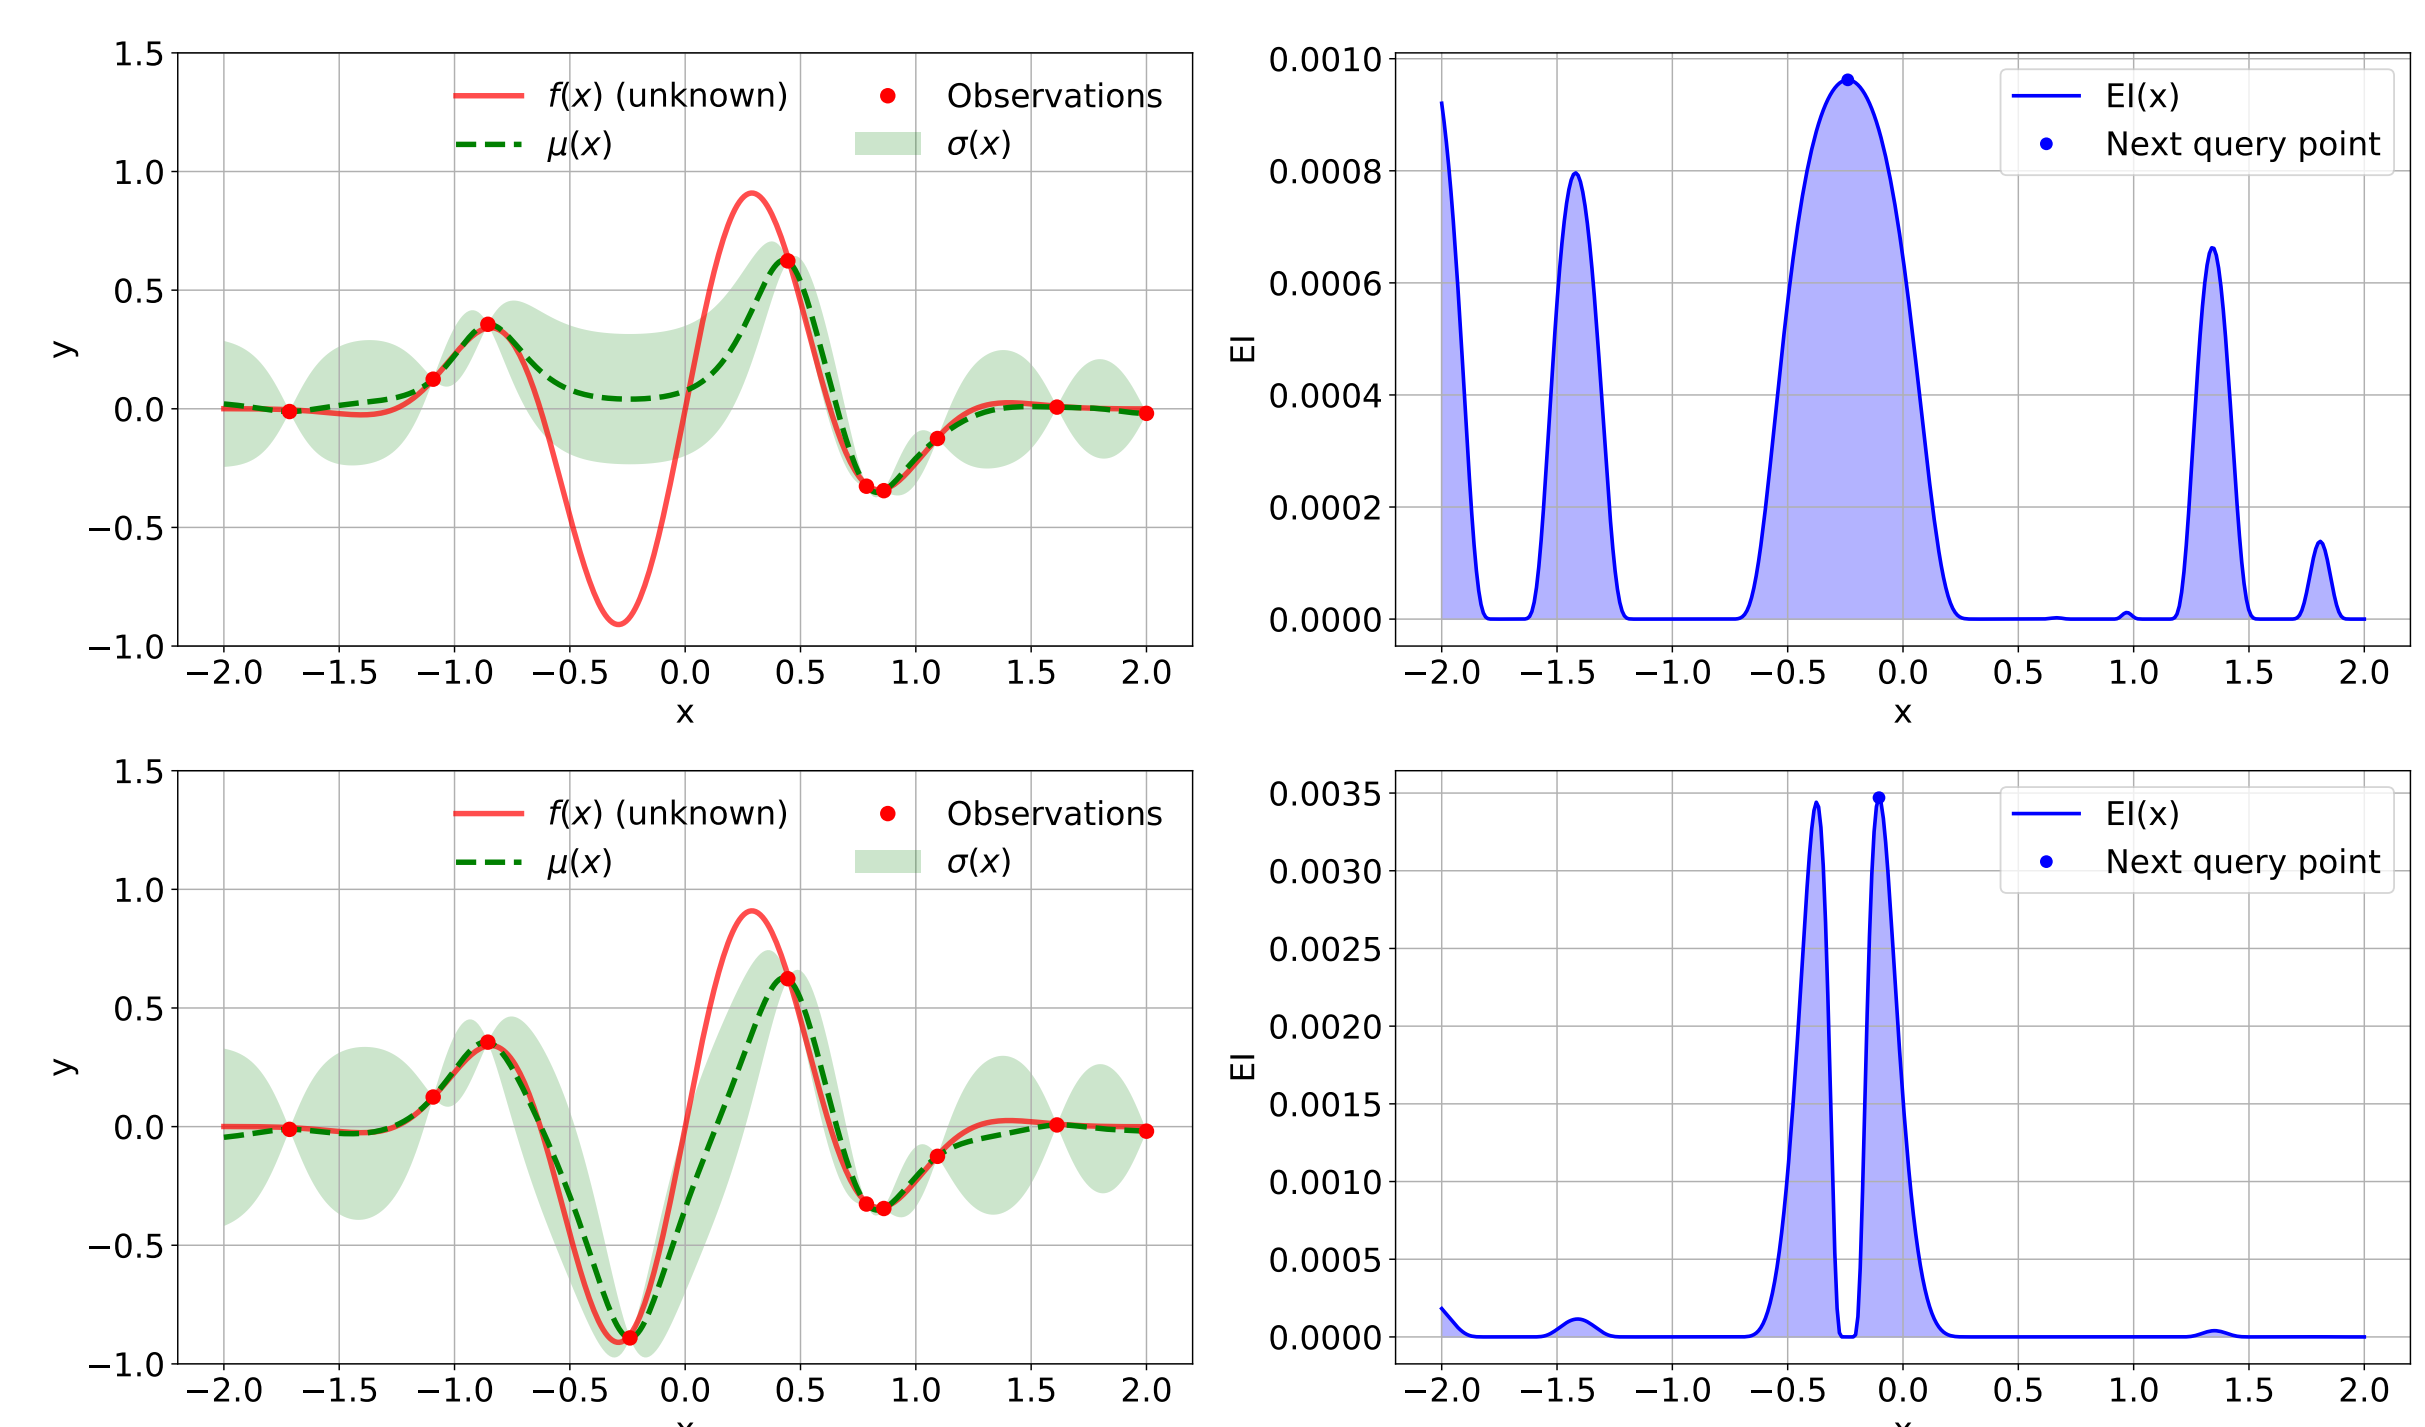 1.5
1.0
0.5
0.0
−0.5
−1.0
y
f(x) (unknown)
μ(x)
Observations
σ(x)
−2.0 −1.5 −1.0 −0.5 0.0 0.5 1.0 1.5 2.0
x
0.0010
0.0008
0.0006
0.0004
0.0002
0.0000
EI
EI(x)
Next query point
−2.0 −1.5 −1.0 −0.5 0.0 0.5 1.0 1.5 2.0
x
1.5
1.0
0.5
0.0
−0.5
−1.0
y
f(x) (unknown)
μ(x)
Observations
σ(x)
−2.0 −1.5 −1.0 −0.5 0.0 0.5 1.0 1.5 2.0
x
0.0035
0.0030
0.0025
0.0020
0.0015
0.0010
0.0005
0.0000
EI
EI(x)
Next query point
−2.0 −1.5 −1.0 −0.5 0.0 0.5 1.0 1.5 2.0
x